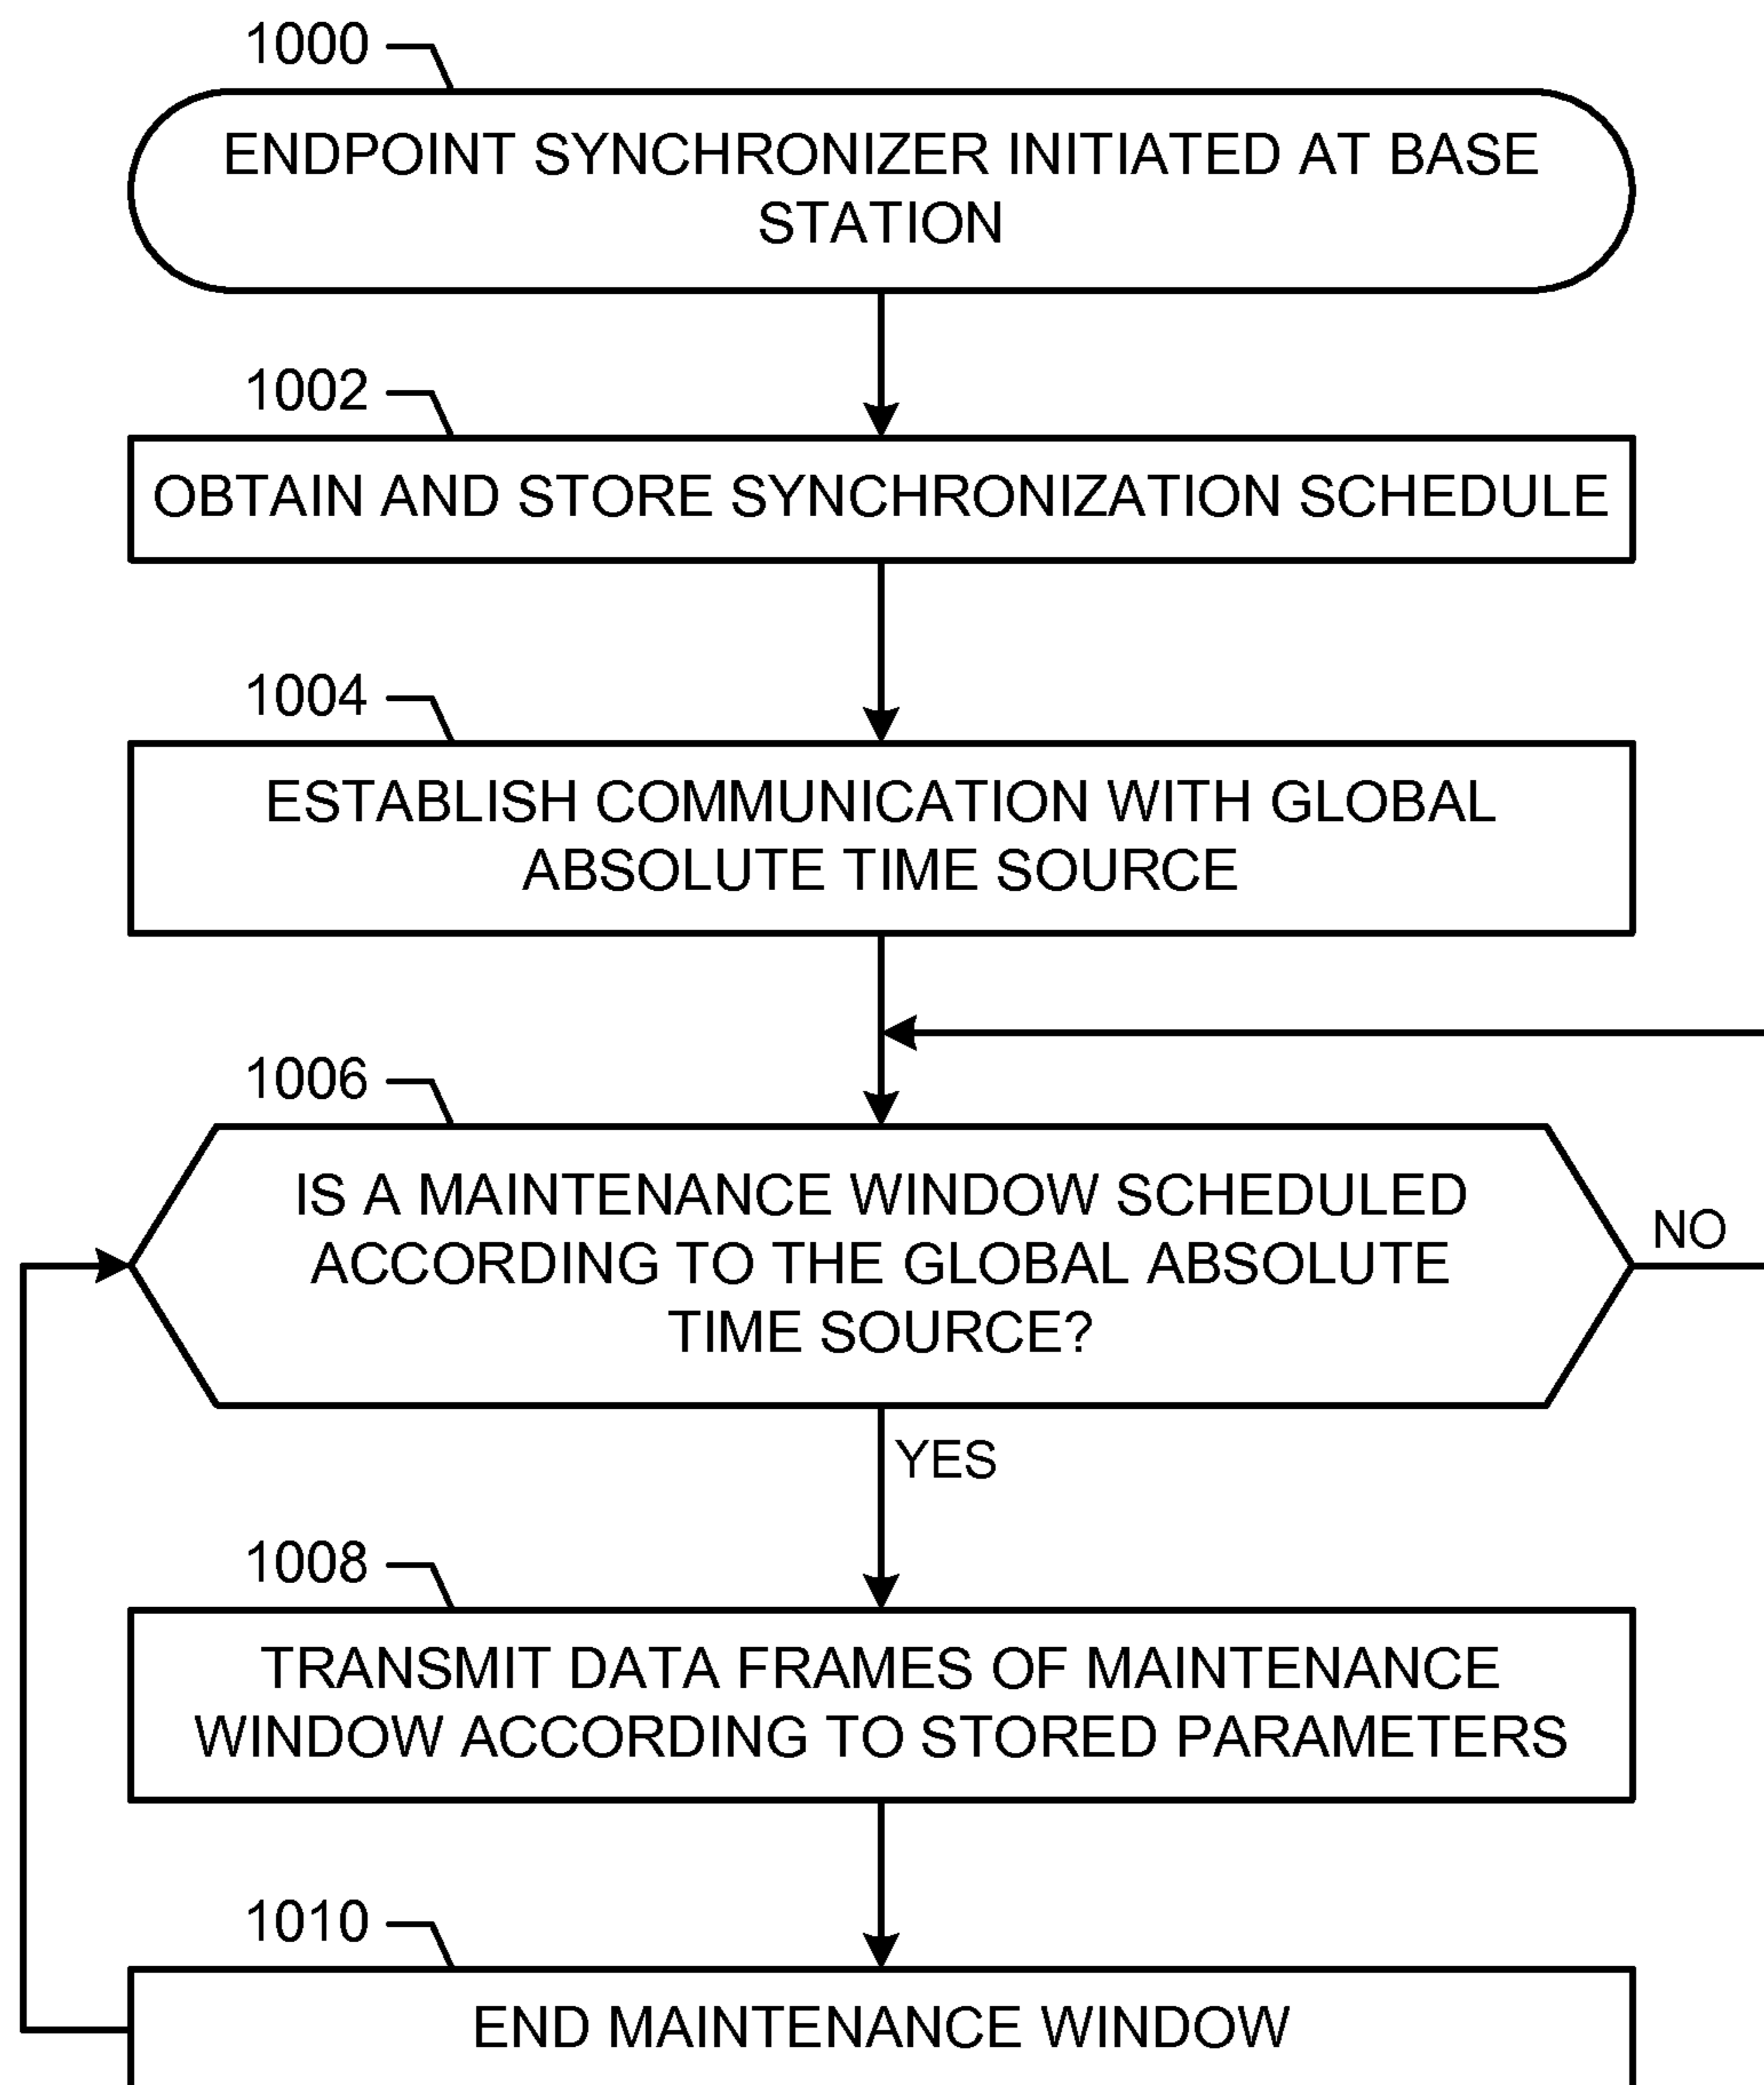 1000
ENDPOINT SYNCHRONIZER INITIATED AT BASE
STATION
1002
OBTAIN AND STORE SYNCHRONIZATION SCHEDULE
1004
ESTABLISH COMMUNICATION WITH GLOBAL
ABSOLUTE TIME SOURCE
1006
IS A MAINTENANCE WINDOW SCHEDULED
ACCORDING TO THE GLOBAL ABSOLUTE
TIME SOURCE?
NO
YES
1008
TRANSMIT DATA FRAMES OF MAINTENANCE
WINDOW ACCORDING TO STORED PARAMETERS
1010
END MAINTENANCE WINDOW